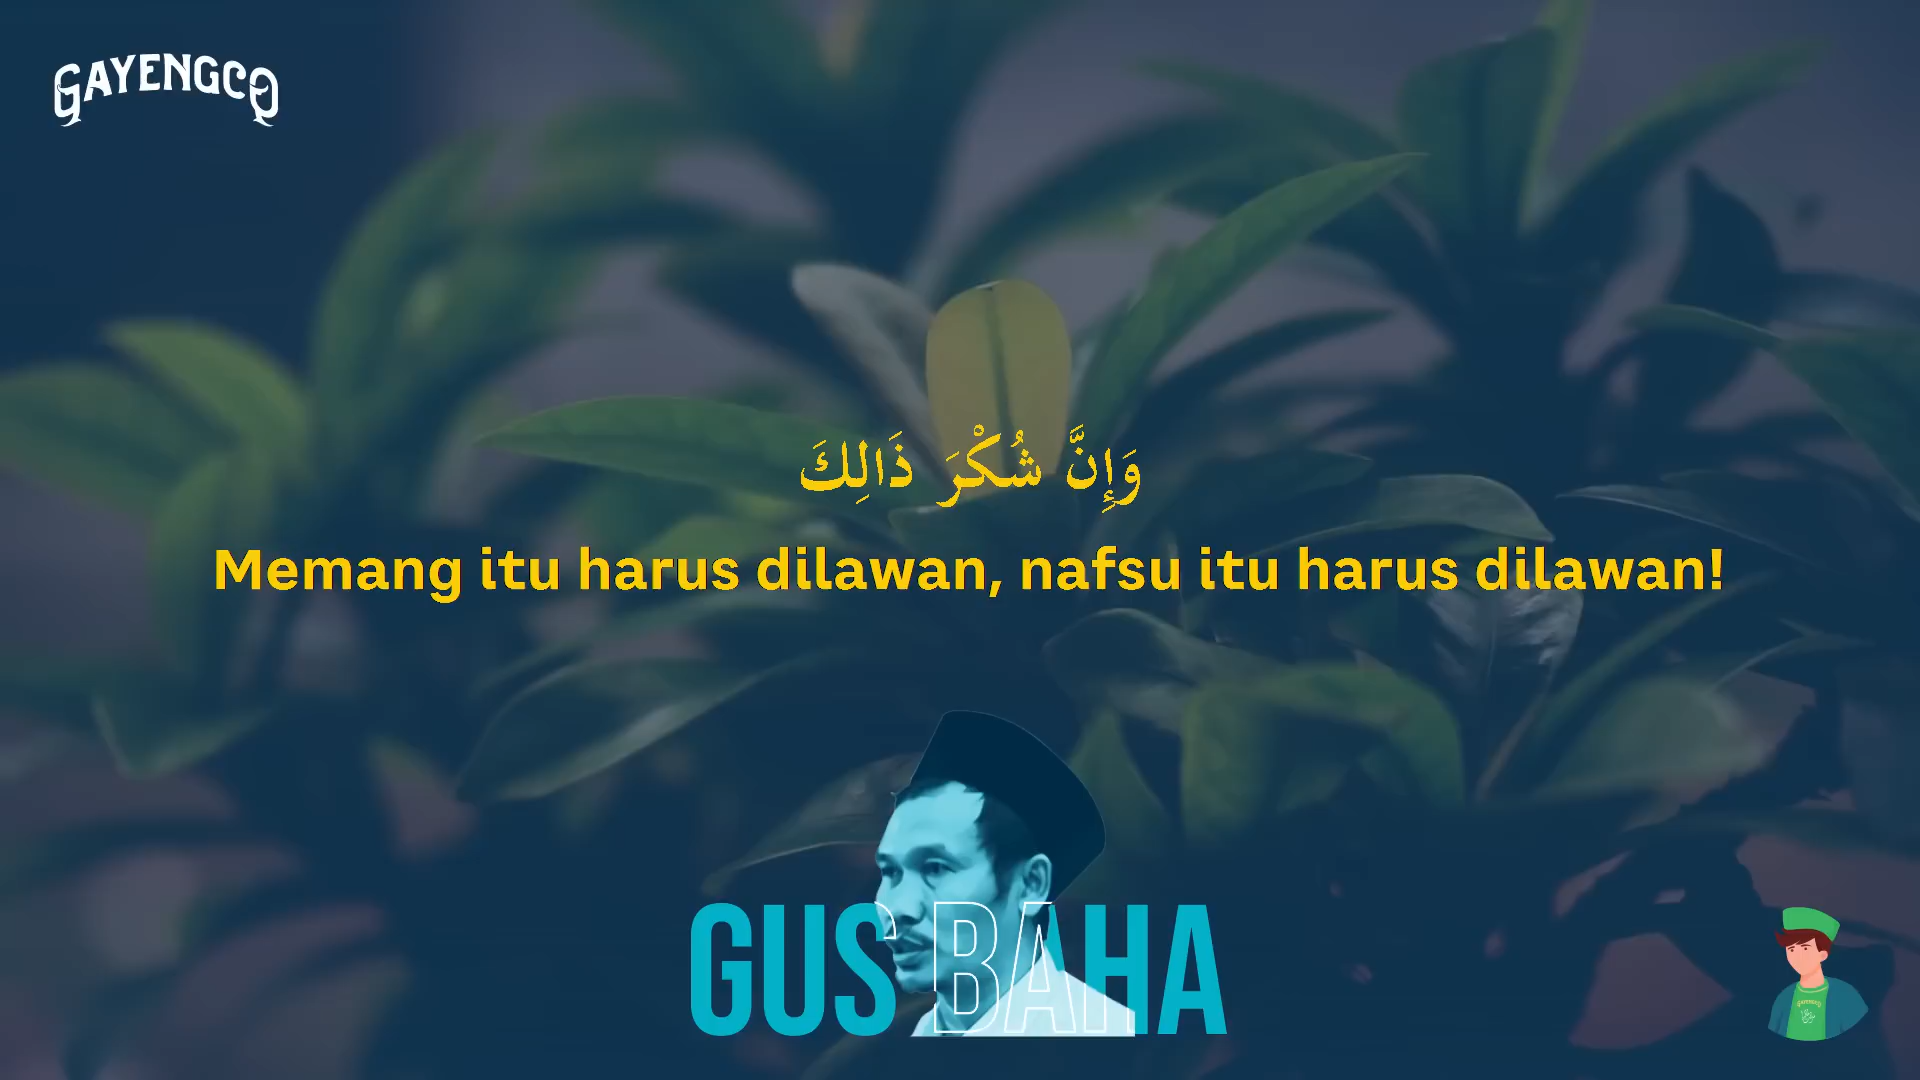 GAYENGCO
وَإِنَّ شُكْرَ ذَالِكَ
Memang itu harus dilawan, nafsu itu harus dilawan!
GUS BAHA